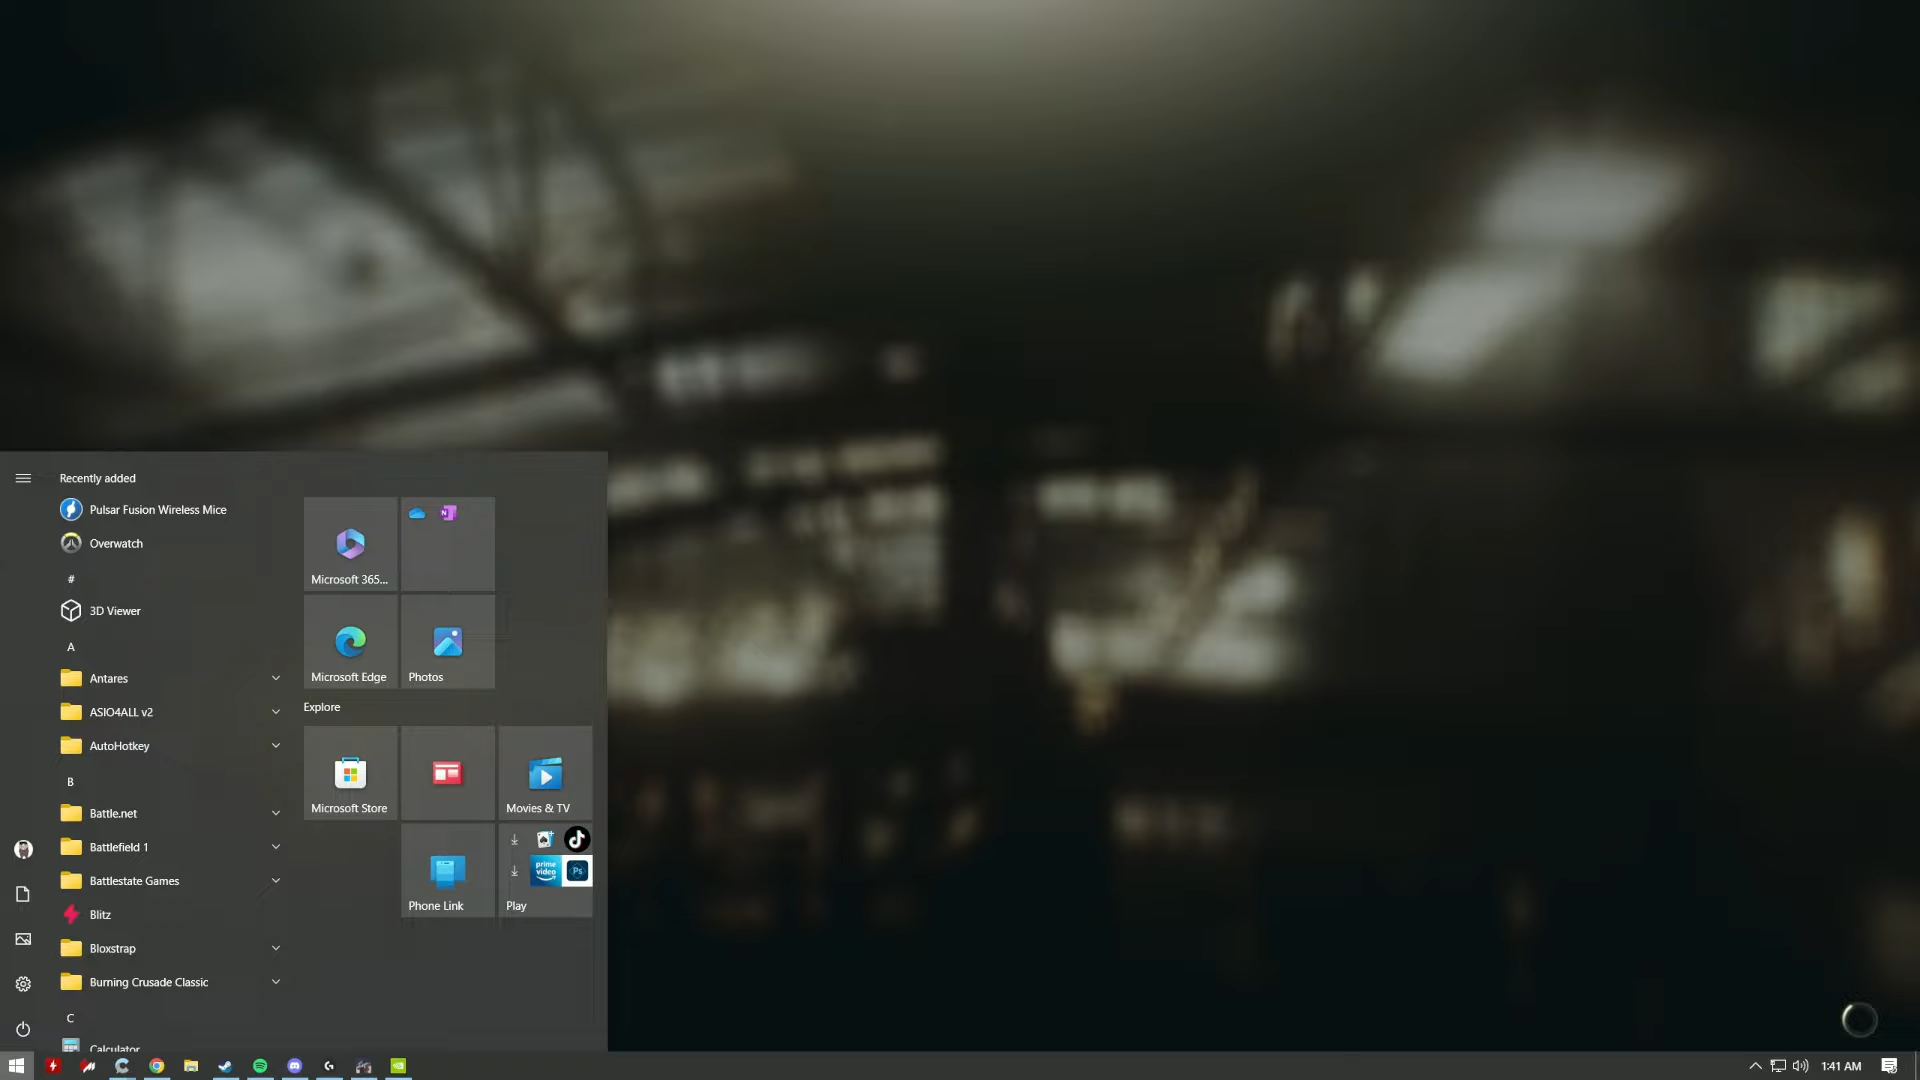 Recently added
Pulsar Fusion Wireless Mice
Overwatch
#
3D Viewer
A
Antares
ASIO4ALL v2
AutoHotkey
B
Battle.net
Battlefield 1
Battlestate Games
Blitz
Bloxstrap
Burning Crusade Classic
C
Calculator
Microsoft 365...
N
Microsoft Edge
Photos
Explore
Microsoft Store
Movies & TV
prime video
Ps
Phone Link
Play
1:41 AM